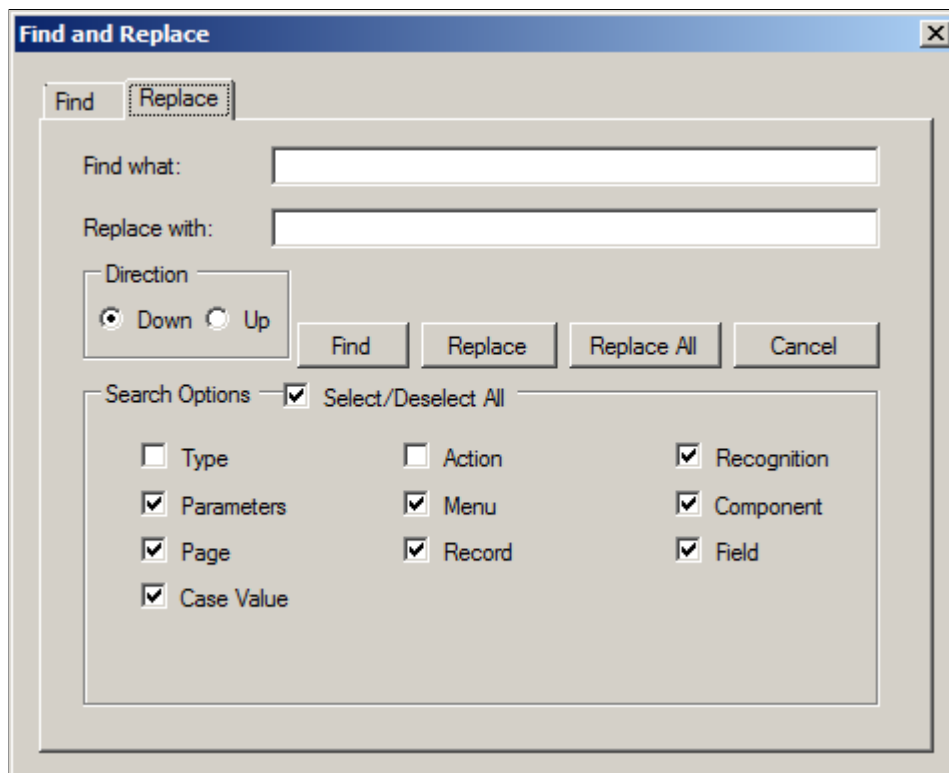 Find and Replace
Find Replace
Find what:
Replace with:
Direction
Down Up
Find Replace Replace All Cancel
Search Options Select/Deselect All
Type Action Recognition
Parameters Menu Component
Page Record Field
Case Value